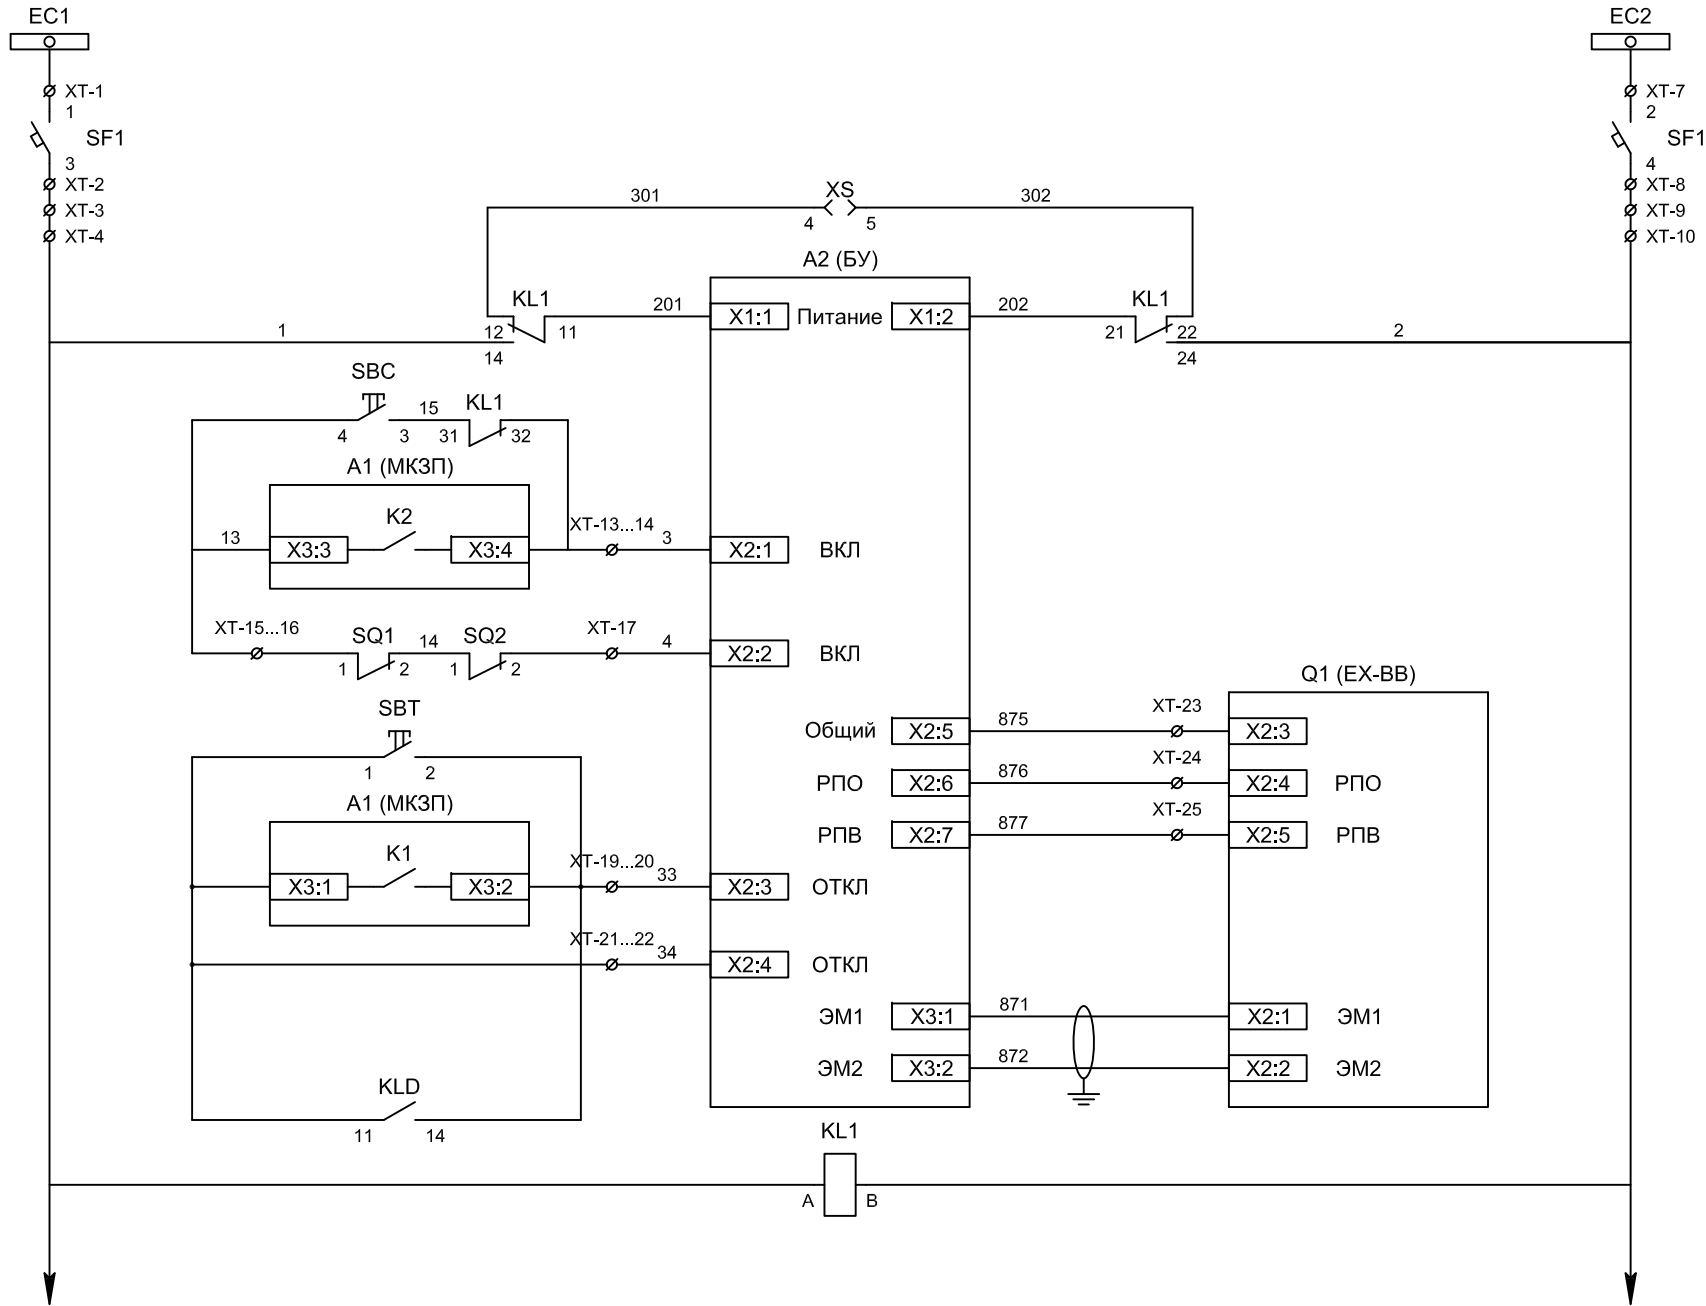 EC1
EC2
XT-1
XT-7
1
2
SF1
SF1
3
4
XT-2
XT-8
XT-3
XT-9
XT-4
XT-10
301
XS
302
4
5
A2 (БУ)
KL1
201
X1:1
Питание
X1:2
202
KL1
1
12
11
14
21
22
2
24
SBC
15
KL1
4
3
31
32
A1 (МКЗП)
K2
XT-13...14
13
X3:3
X3:4
3
X2:1
ВКЛ
XT-15...16
SQ1
14
SQ2
XT-17
4
X2:2
ВКЛ
1
2
1
2
Q1 (EX-BB)
SBT
Общий
X2:5
875
XT-23
X2:3
1
2
РПО
X2:6
876
XT-24
X2:4
РПО
A1 (МКЗП)
РПВ
X2:7
877
XT-25
X2:5
РПВ
K1
XT-19...20
X3:1
X3:2
33
X2:3
ОТКЛ
XT-21...22
34
X2:4
ОТКЛ
ЭМ1
X3:1
871
X2:1
ЭМ1
ЭМ2
X3:2
872
X2:2
ЭМ2
KLD
11
14
KL1
A
B